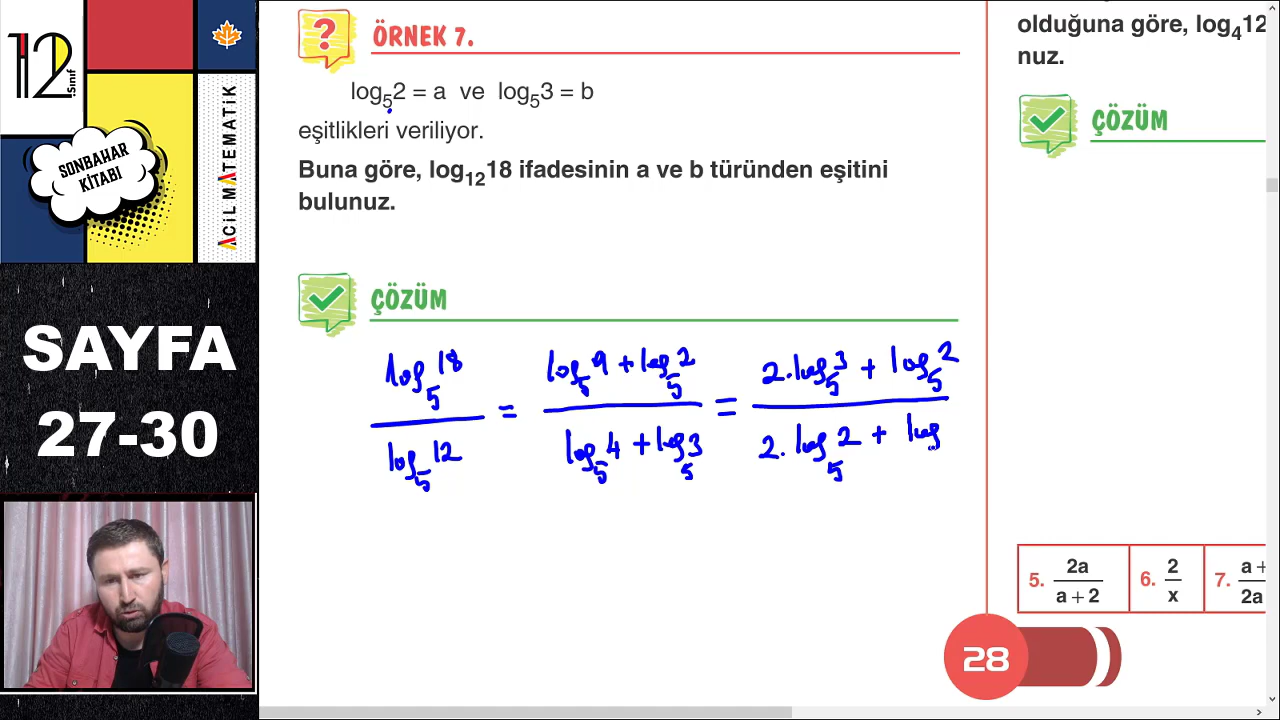 12.Sınıf
SONBAHAR
KİTABI
ACİLMATEMATİK
SAYFA
27-30
?
ÖRNEK 7.
log₅2 = a ve log₅3 = b
eşitlikleri veriliyor.
Buna göre, log₁₂18 ifadesinin a ve b türünden eşitini
bulunuz.
ÇÖZÜM
log₅18 / log₅12 = (log₅9 + log₅2) / (log₅4 + log₅3) = (2.log₅3 + log₅2) / (2.log₅2 + log
olduğuna göre, log₄12
nuz.
ÇÖZÜM
5. 2a / a + 2
6. 2 / x
7. a + / 2a
28